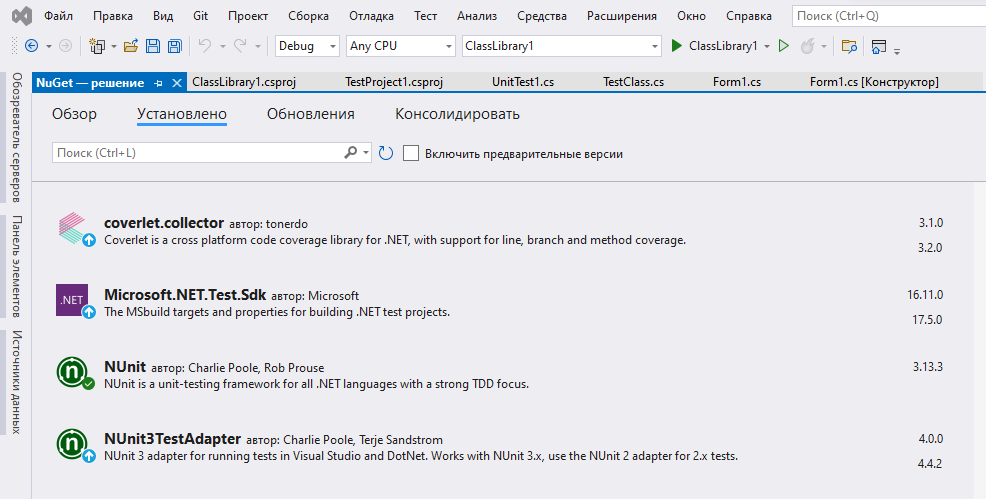 Файл Правка Вид Git Проект Сборка Отладка Тест Анализ Средства Расширения Окно Справка Поиск (Ctrl+Q)
Debug Any CPU ClassLibrary1 ClassLibrary1
NuGet — решение ClassLibrary1.csproj TestProject1.csproj UnitTest1.cs TestClass.cs Form1.cs Form1.cs [Конструктор]
Обозреватель серверов
Панель элементов
Источники данных
Обзор Установлено Обновления Консолидировать
Поиск (Ctrl+L) Включить предварительные версии
coverlet.collector автор: tonerdo 3.1.0
Coverlet is a cross platform code coverage library for .NET, with support for line, branch and method coverage. 3.2.0
.NET Microsoft.NET.Test.Sdk автор: Microsoft 16.11.0
The MSbuild targets and properties for building .NET test projects. 17.5.0
n NUnit автор: Charlie Poole, Rob Prouse 3.13.3
NUnit is a unit-testing framework for all .NET languages with a strong TDD focus.
n NUnit3TestAdapter автор: Charlie Poole, Terje Sandstrom 4.0.0
NUnit 3 adapter for running tests in Visual Studio and DotNet. Works with NUnit 3.x, use the NUnit 2 adapter for 2.x tests. 4.4.2